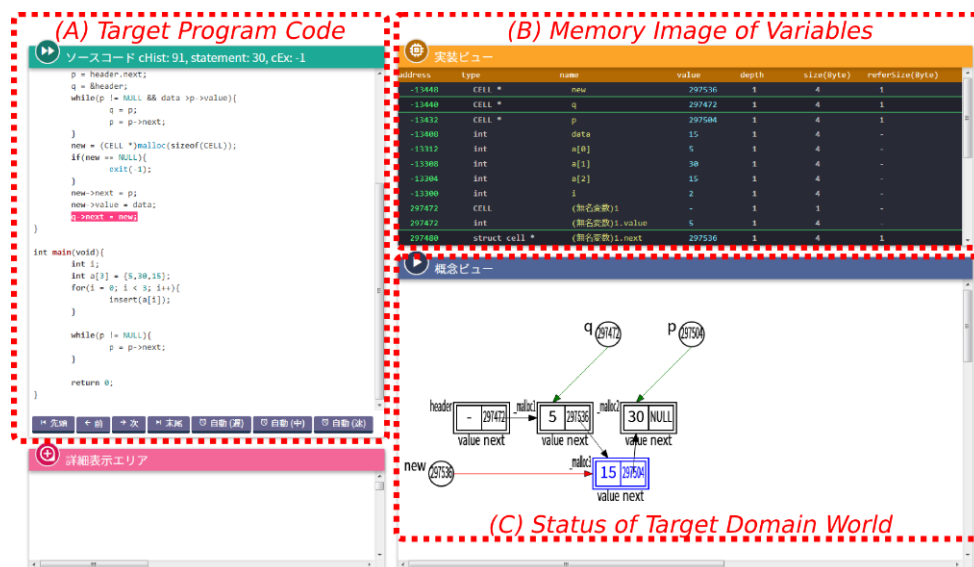 (A) Target Program Code
ソースコード cHist: 91, statement: 30, cEx: -1
p = header.next;
q = &header;
while(p != NULL && data >p->value){
q = p;
p = p->next;
}
new = (CELL *)malloc(sizeof(CELL));
if(new == NULL){
exit(-1);
}
new->next = p;
new->value = data;
q->next = new;
}
int main(void){
int i;
int a[3] = {5,30,15};
for(i = 0; i < 3; i++){
insert(a[i]);
}
while(p != NULL){
p = p->next;
}
return 0;
}
先頭 前 次 末尾 自動 (遅) 自動 (中) 自動 (速)
詳細表示エリア
(B) Memory Image of Variables
実装ビュー
address type name value depth size(Byte) referSize(Byte)
-13448 CELL * new 297536 1 4 1
-13440 CELL * q 297472 1 4 1
-13432 CELL * p 297504 1 4 1
-13408 int data 15 1 4 -
-13312 int a[0] 5 1 4 -
-13308 int a[1] 30 1 4 -
-13304 int a[2] 15 1 4 -
-13300 int i 2 1 4 -
297472 CELL (無名変数)1 - 1 1 -
297472 int (無名変数)1.value 5 1 4 -
297480 struct cell * (無名変数)1.next 297536 1 4 1
概念ビュー
q 297472 p 297504
header _malloc1 _malloc2
- 297472 5 297536 30 NULL
value next value next value next
new 297536 _malloc3 15 297504
value next
(C) Status of Target Domain World